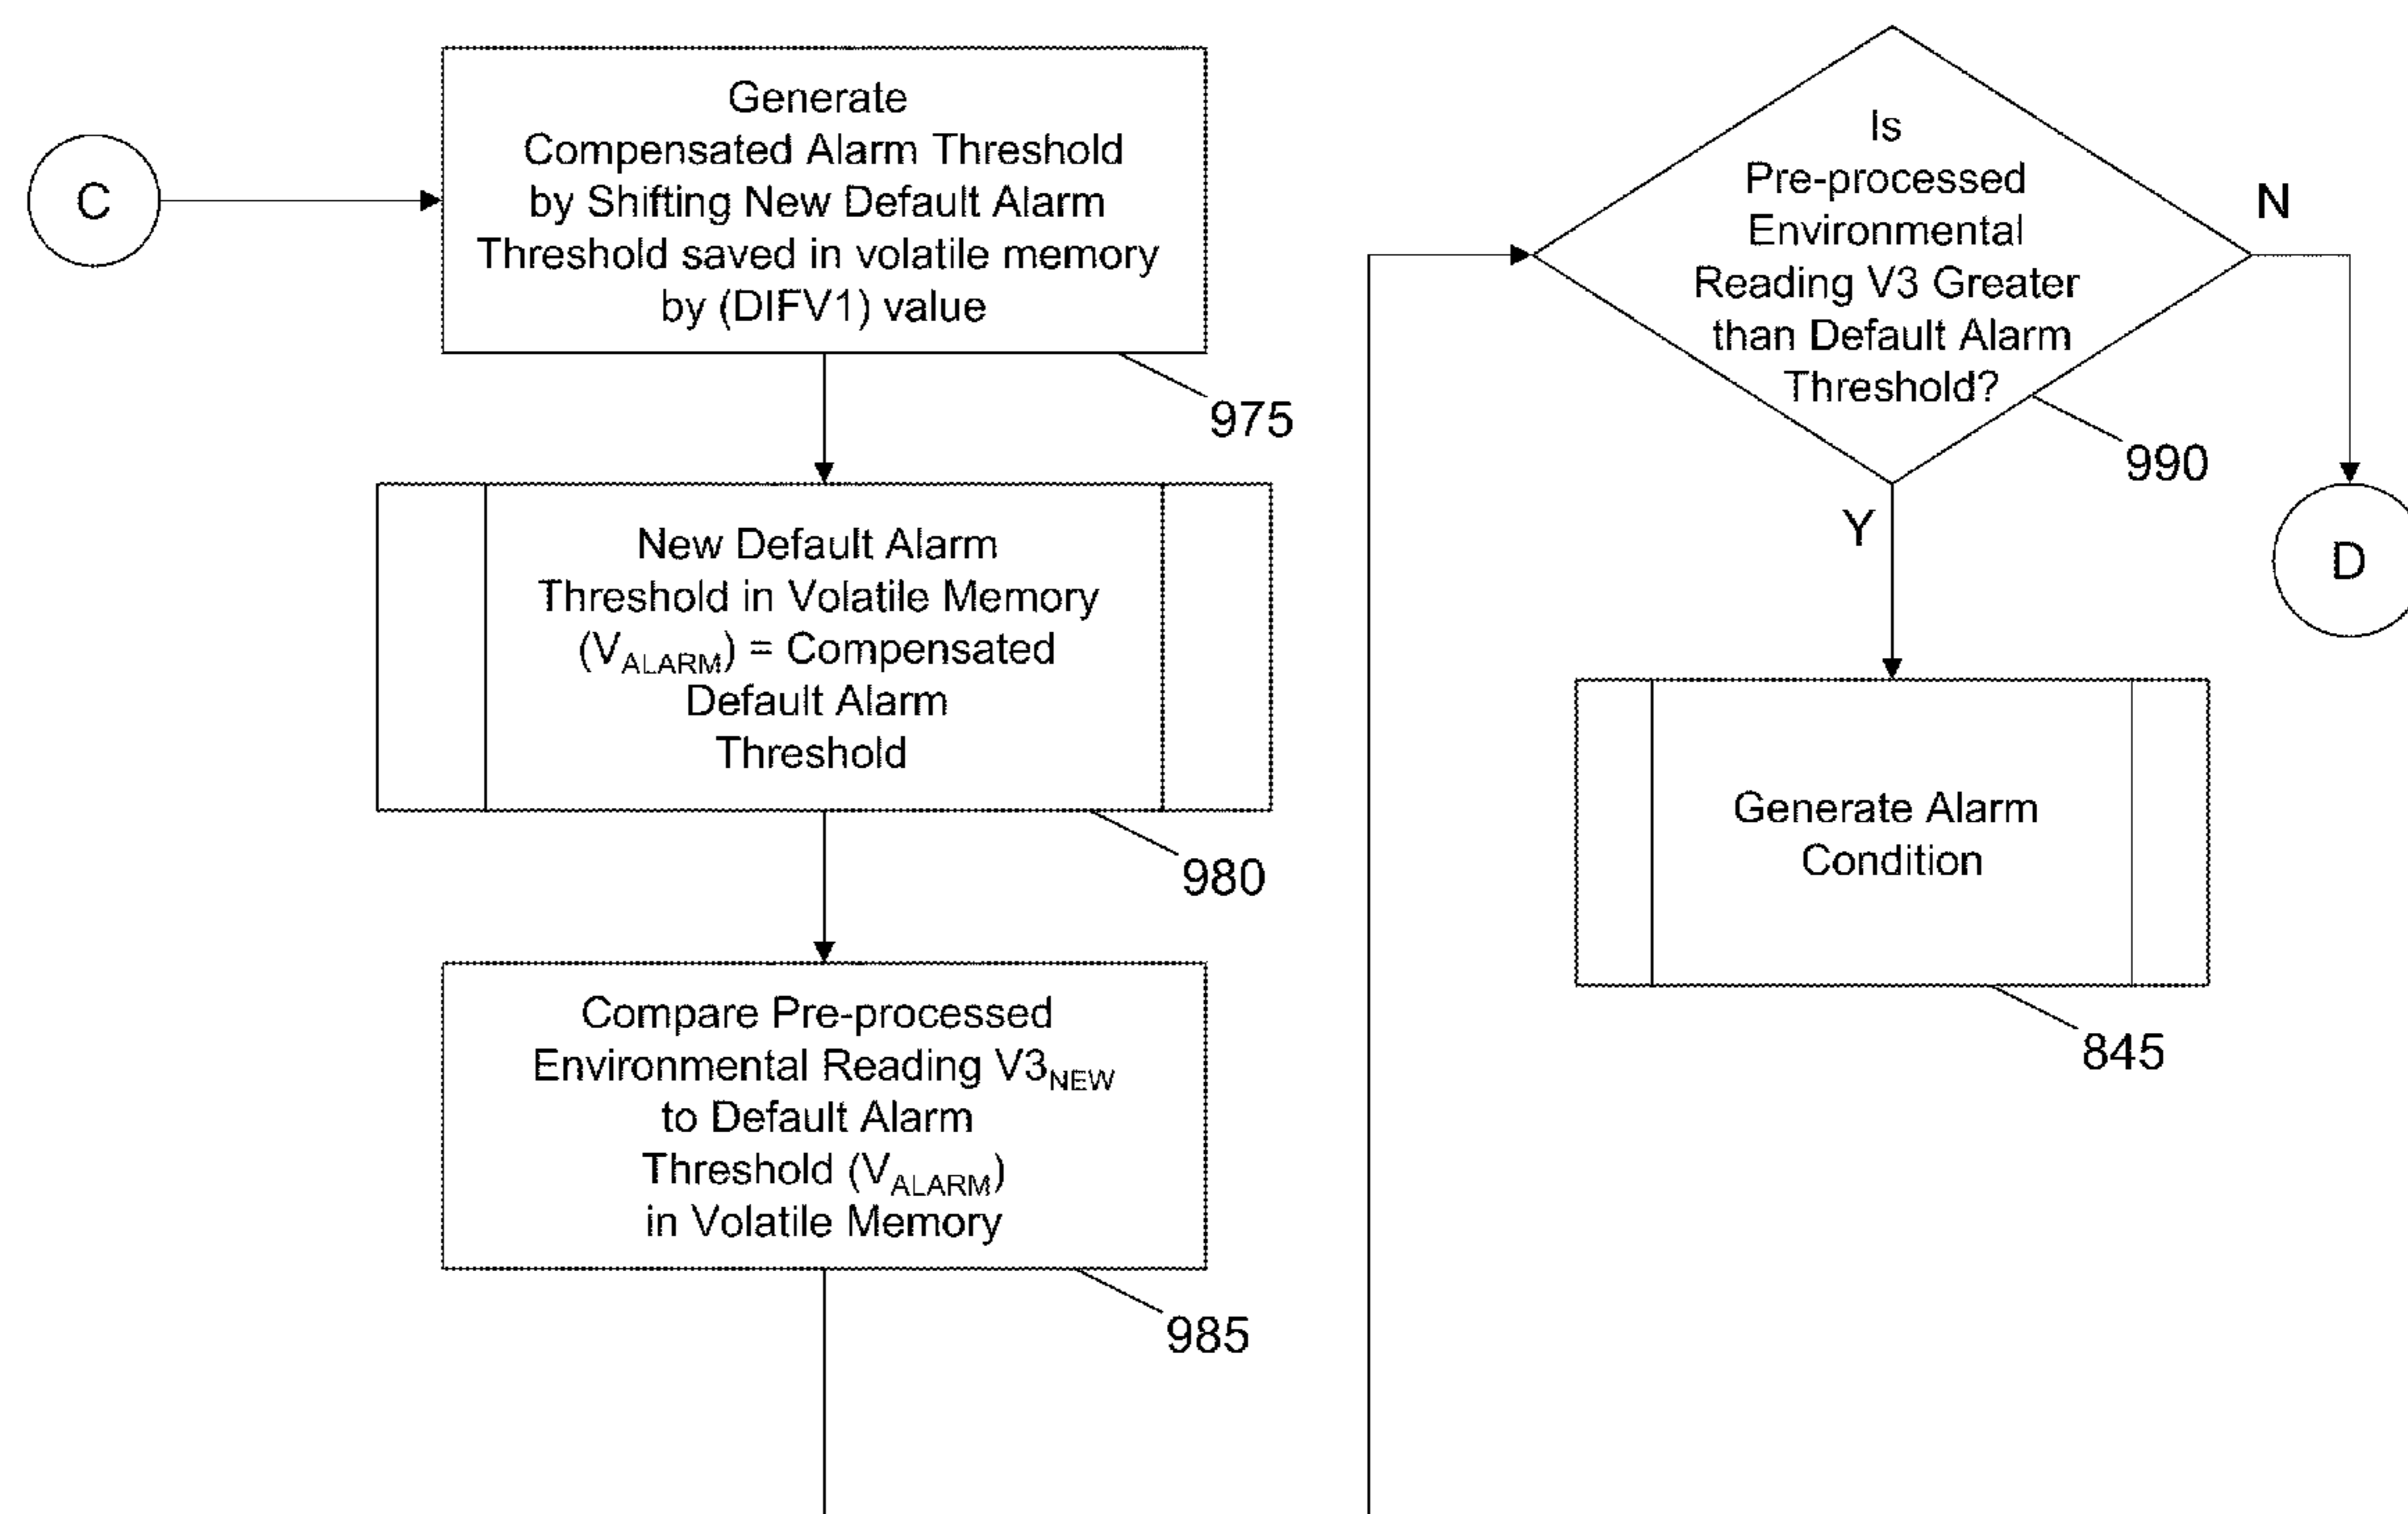 C
Generate
Compensated Alarm Threshold
by Shifting New Default Alarm
Threshold saved in volatile memory
by (DIFV1) value
975
New Default Alarm
Threshold in Volatile Memory
(VALARM) = Compensated
Default Alarm
Threshold
980
Compare Pre-processed
Environmental Reading V3NEW
to Default Alarm
Threshold (VALARM)
in Volatile Memory
985
Is
Pre-processed
Environmental
Reading V3 Greater
than Default Alarm
Threshold?
990
N
D
Y
Generate Alarm
Condition
845